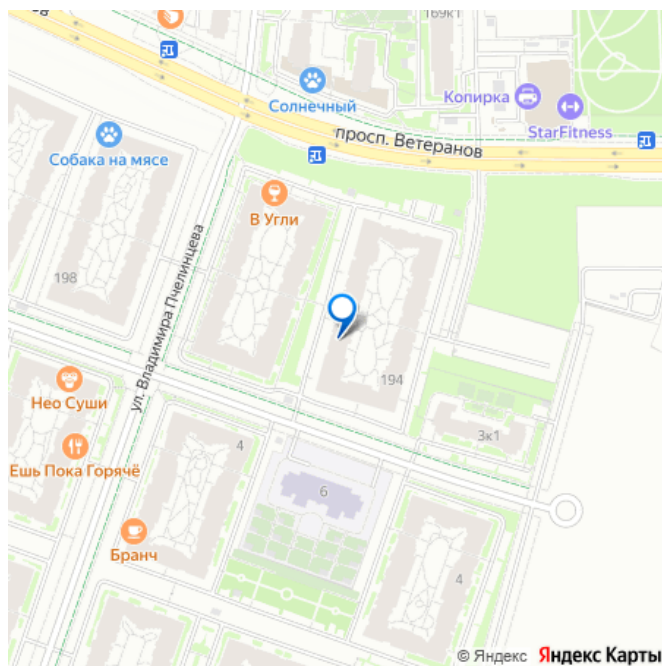 169к1
Солнечный
Копирка
StarFitness
просп. Ветеранов
Собака на мясе
В Угли
198
ул. Владимира Пчелинцева
194
Нео Суши
3к1
4
Ешь Пока Горячё
6
Бранч
4
© Яндекс Яндекс Карты